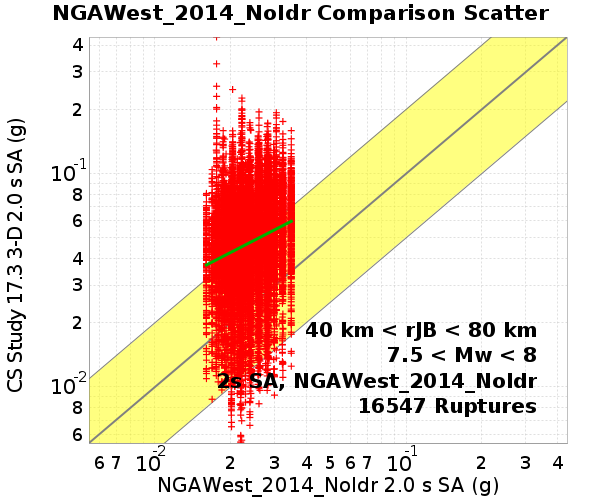 NGAWest_2014_NoIdr Comparison Scatter
CS Study 17.3 3-D 2.0 s SA (g)
4
3
2
10⁻¹
8
6
4
3
2
10⁻²
8
6
40 km < rJB < 80 km
7.5 < Mw < 8
2s SA, NGAWest_2014_NoIdr
16547 Ruptures
6 7 10⁻² 2 3 4 5 6 7 10⁻¹ 2 3 4
NGAWest_2014_NoIdr 2.0 s SA (g)